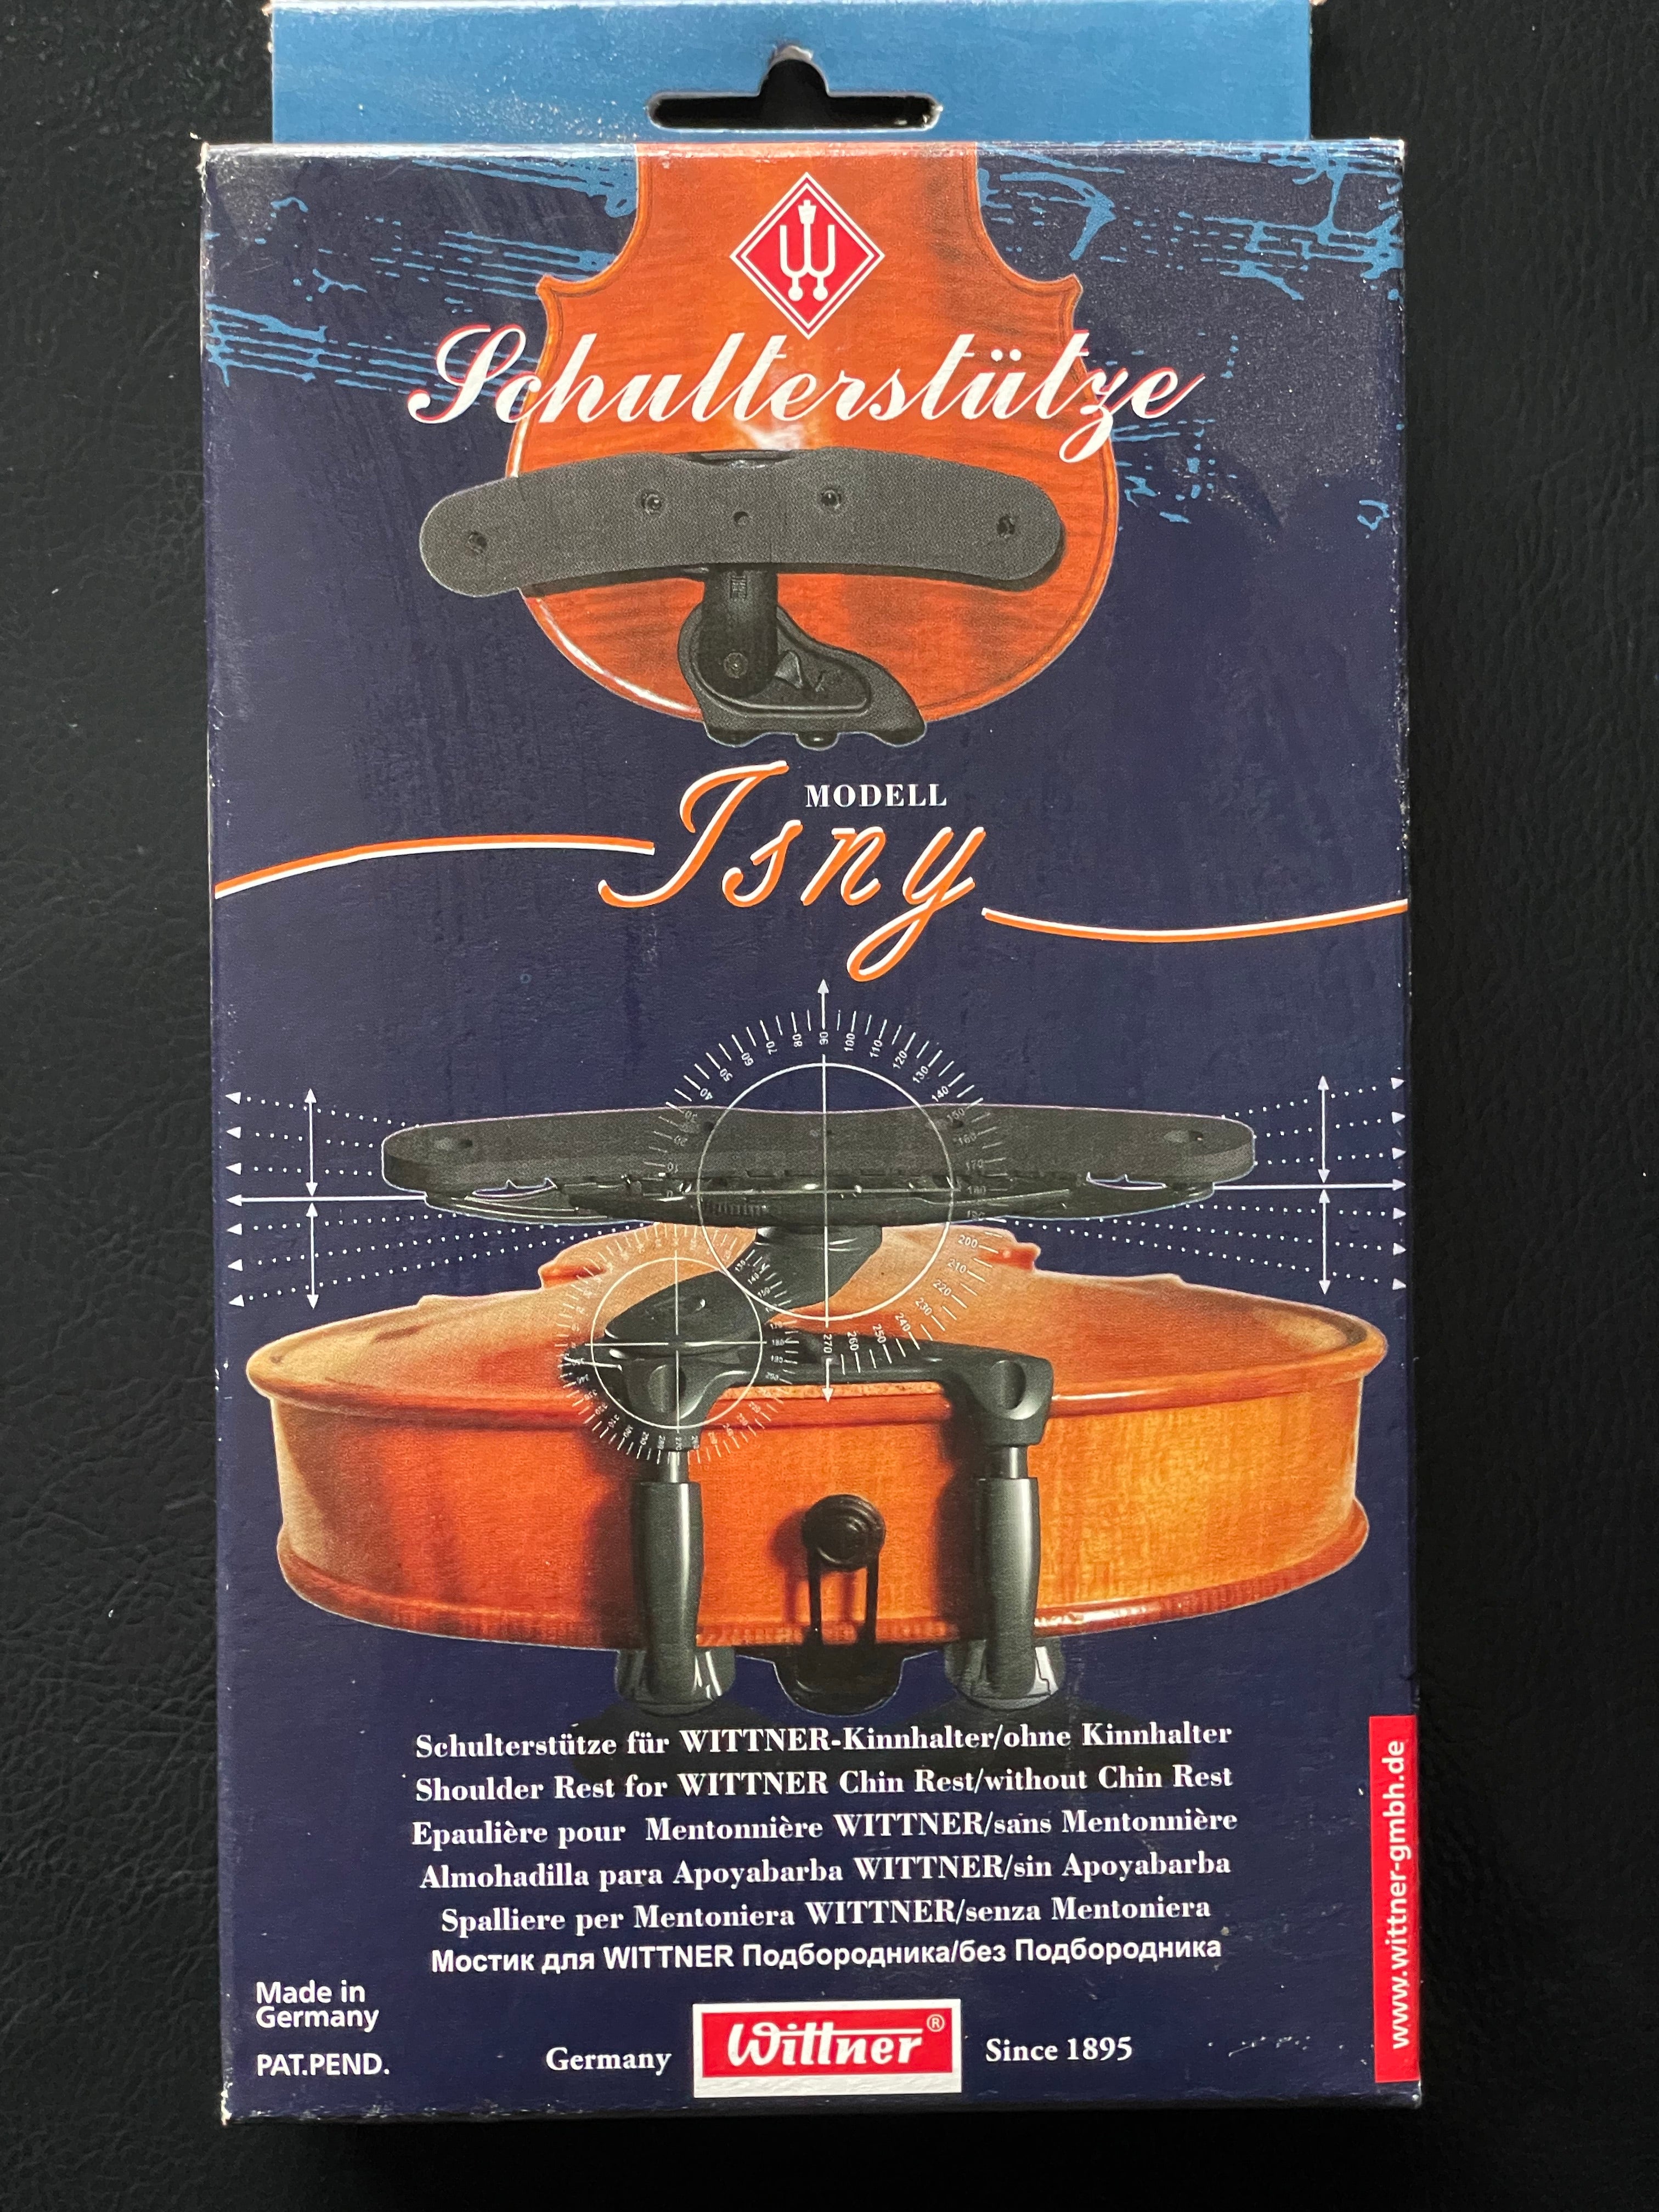 Schulterstütze
MODELL
Isny
Schulterstütze für WITTNER-Kinnhalter/ohne Kinnhalter
Shoulder Rest for WITTNER Chin Rest/without Chin Rest
Epaulière pour Mentonnière WITTNER/sans Mentonnière
Almohadilla para Apoyabarba WITTNER/sin Apoyabarba
Spalliere per Mentoniera WITTNER/senza Mentoniera
Мостик для WITTNER Подбородника/без Подбородника
Made in
Germany
PAT.PEND.
Germany
Wittner®
Since 1895
www.wittner-gmbh.de